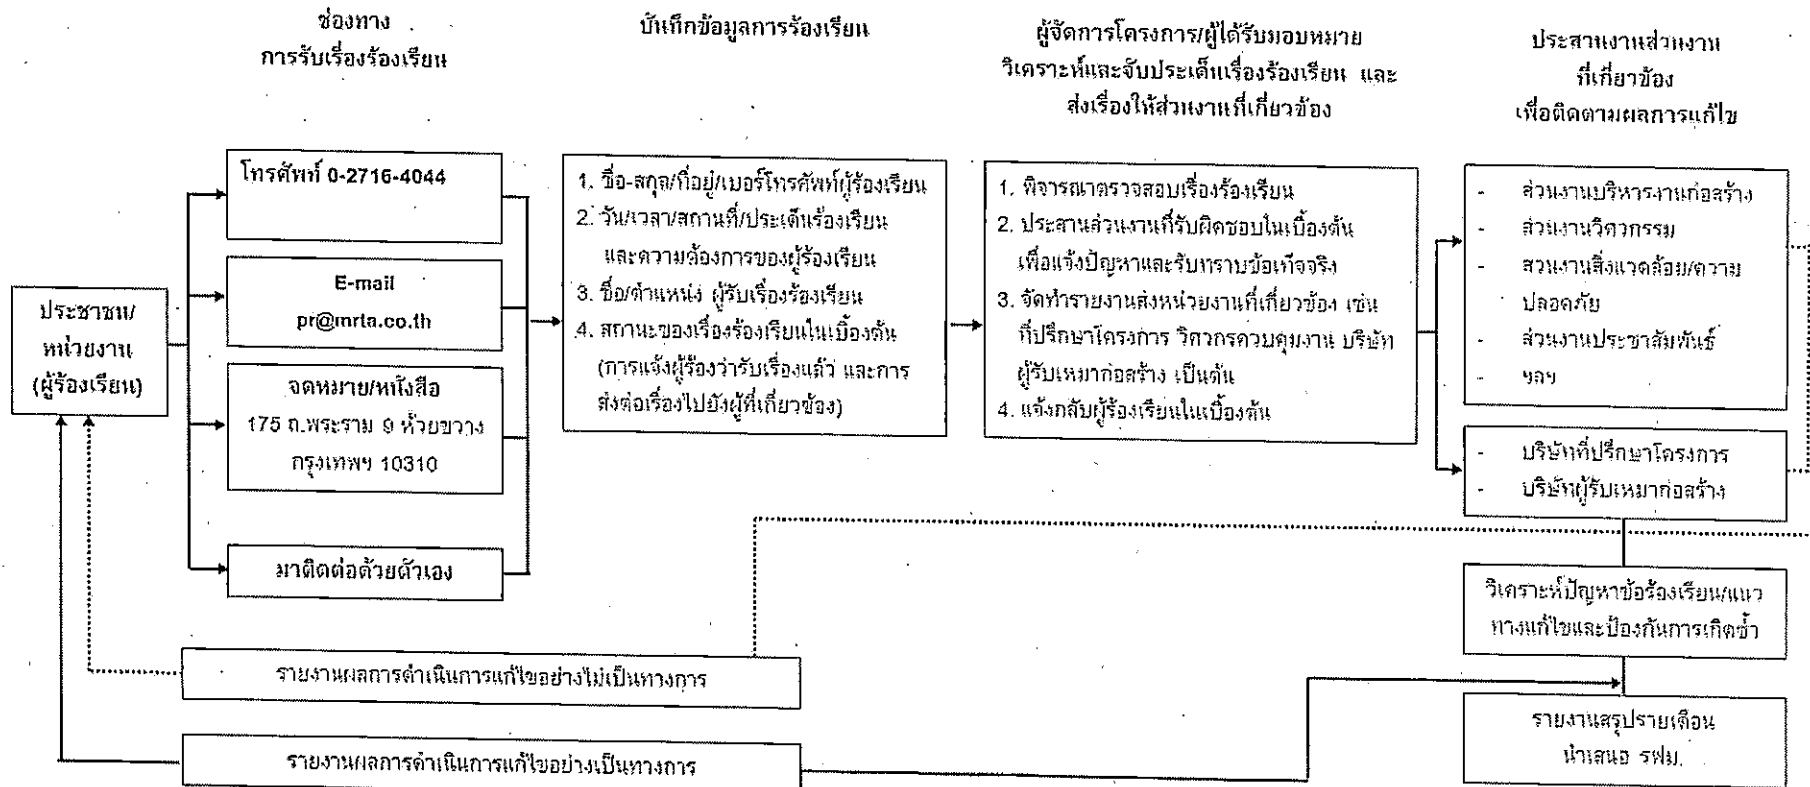 ช่องทาง
การรับเรื่องร้องเรียน
บันทึกข้อมูลการร้องเรียน
ผู้จัดการโครงการ/ผู้ได้รับมอบหมาย
วิเคราะห์และจับประเด็นเรื่องร้องเรียน และ
ส่งเรื่องให้ส่วนงานที่เกี่ยวข้อง
ประสานงานส่วนงาน
ที่เกี่ยวข้อง
เพื่อติดตามผลการแก้ไข
ประชาชน/
หน่วยงาน
(ผู้ร้องเรียน)
โทรศัพท์ 0-2716-4044
E-mail
pr@mrta.co.th
จดหมาย/หนังสือ
175 ถ.พระราม 9 ห้วยขวาง
กรุงเทพฯ 10310
มาติดต่อด้วยตัวเอง
1. ชื่อ-สกุล/ที่อยู่/เบอร์โทรศัพท์ผู้ร้องเรียน
2. วัน/เวลา/สถานที่/ประเด็นร้องเรียน
และความต้องการของผู้ร้องเรียน
3. ชื่อ/ตำแหน่ง ผู้รับเรื่องร้องเรียน
4. สถานะของเรื่องร้องเรียนในเบื้องต้น
(การแจ้งผู้ร้องว่ารับเรื่องแล้ว และการ
ส่งต่อเรื่องไปยังผู้ที่เกี่ยวข้อง)
1. พิจารณาตรวจสอบเรื่องร้องเรียน
2. ประสานส่วนงานที่รับผิดชอบในเบื้องต้น
เพื่อแจ้งปัญหาและรับทราบข้อเท็จจริง
3. จัดทำรายงานส่งหน่วยงานที่เกี่ยวข้อง เช่น
ที่ปรึกษาโครงการ วิศวกรควบคุมงาน บริษัท
ผู้รับเหมาก่อสร้าง เป็นต้น
4. แจ้งกลับผู้ร้องเรียนในเบื้องต้น
- ส่วนงานบริหารงานก่อสร้าง
- ส่วนงานวิศวกรรม
- สวนงานสิ่งแวดล้อม/ความ
ปลอดภัย
- ส่วนงานประชาสัมพันธ์
- ฯลฯ
- บริษัทที่ปรึกษาโครงการ
- บริษัทผู้รับเหมาก่อสร้าง
วิเคราะห์ปัญหาข้อร้องเรียน/แนว
ทางแก้ไขและป้องกันการเกิดซ้ำ
รายงานผลการดำเนินการแก้ไขอย่างไม่เป็นทางการ
รายงานผลการดำเนินการแก้ไขอย่างเป็นทางการ
รายงานสรุปรายเดือน
นำเสนอ รฟม.